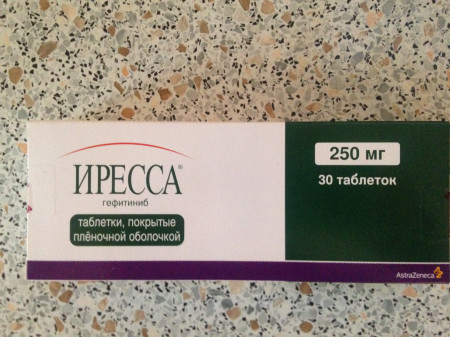 ИРЕССА®
гефитиниб
таблетки, покрытые
плёночной оболочкой
250 мг
30 таблеток
AstraZeneca